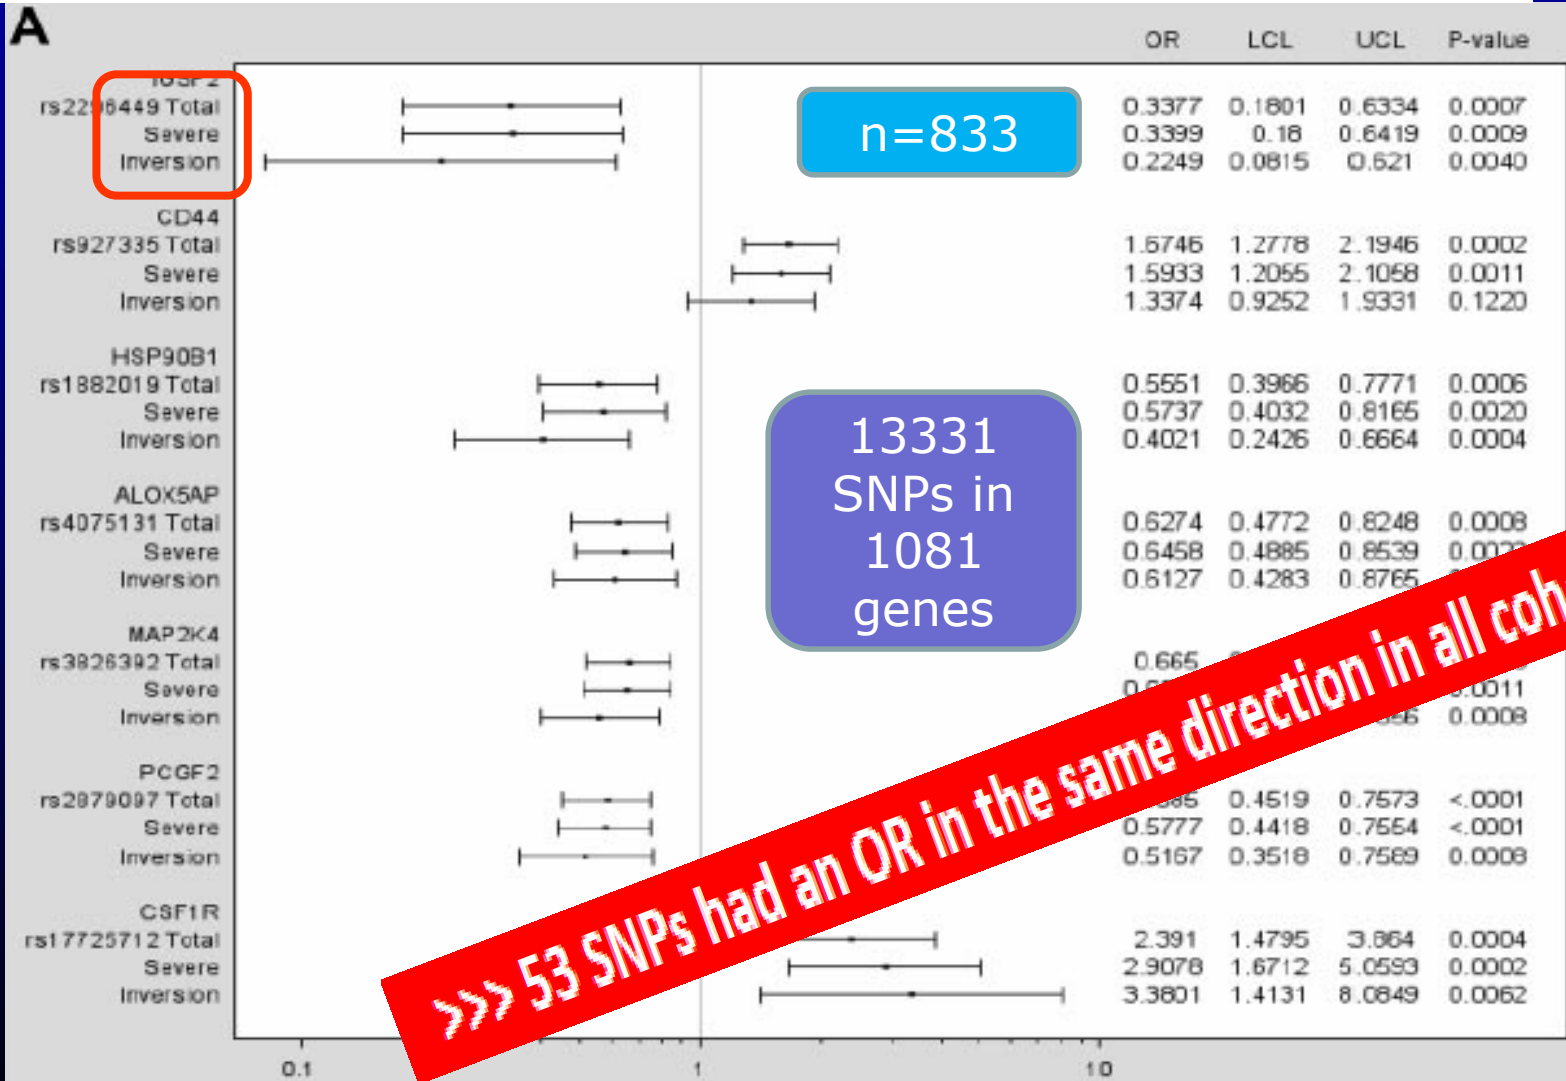 A
OR LCL UCL P-value
rs2296449 Total 0.3377 0.1801 0.6334 0.0007
Severe 0.3399 0.18 0.6419 0.0009
Inversion 0.2249 0.0815 0.621 0.0040
n=833
CD44
rs927335 Total 1.6746 1.2778 2.1946 0.0002
Severe 1.5933 1.2055 2.1058 0.0011
Inversion 1.3374 0.9252 1.9331 0.1220
HSP90B1
rs1882019 Total 0.5551 0.3966 0.7771 0.0006
Severe 0.5737 0.4032 0.8165 0.0020
Inversion 0.4021 0.2426 0.6664 0.0004
13331
SNPs in
1081
genes
ALOX5AP
rs4075131 Total 0.6274 0.4772 0.8248 0.0008
Severe 0.6458 0.4885 0.8539
Inversion 0.6127 0.4283 0.8765
MAP2K4
rs3826392 Total 0.665
Severe 0.0011
Inversion 0.0008
PCGF2
rs2879097 Total 0.4519 0.7573 <.0001
Severe 0.5777 0.4418 0.7554 <.0001
Inversion 0.5167 0.3518 0.7589 0.0008
CSF1R
rs17725712 Total 2.391 1.4795 3.864 0.0004
Severe 2.9078 1.6712 5.0593 0.0002
Inversion 3.3801 1.4131 8.0849 0.0062
>>> 53 SNPs had an OR in the same direction in all coh
0.1 1 10